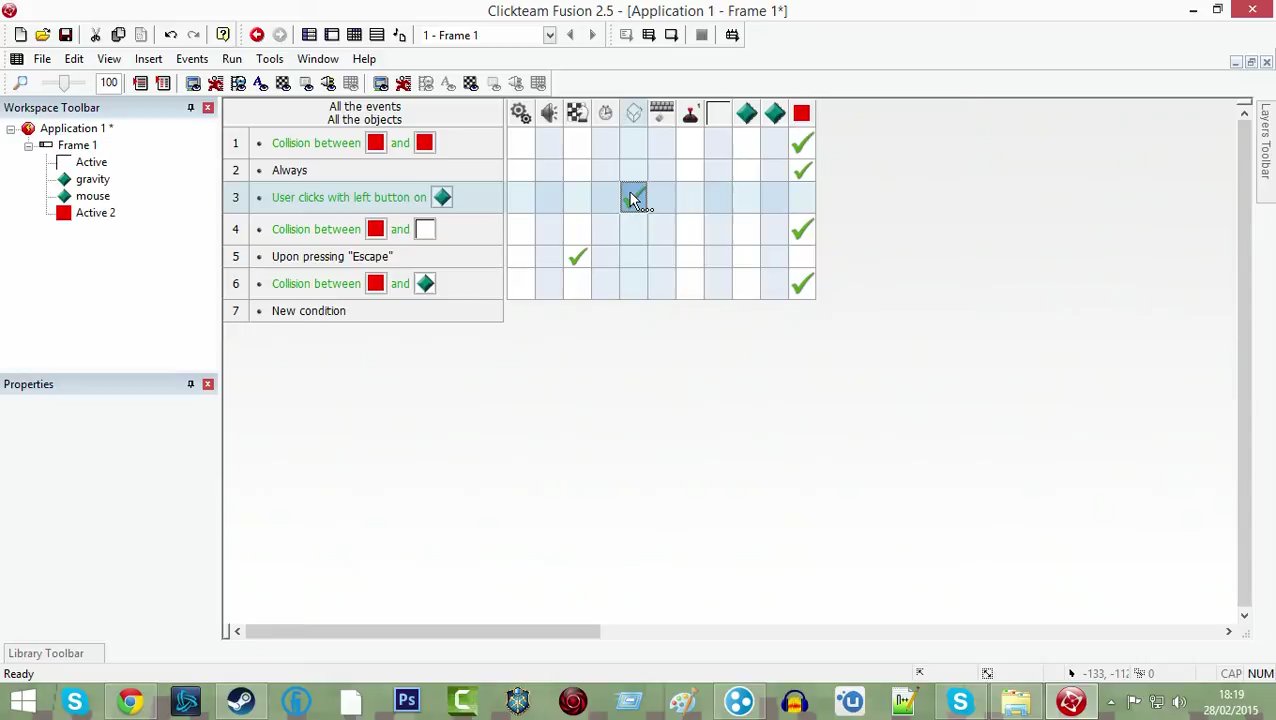 Clickteam Fusion 2.5 - [Application 1 - Frame 1*]
1 - Frame 1
File Edit View Insert Events Run Tools Window Help
100
Workspace Toolbar
Application 1 *
Frame 1
Active
gravity
mouse
Active 2
Properties
Library Toolbar
Layers Toolbar
All the events
All the objects
1 • Collision between and
2 • Always
3 • User clicks with left button on
4 • Collision between and
5 • Upon pressing "Escape"
6 • Collision between and
7 • New condition
Ready
-133, -112 0
CAP NUM
Ps
18:19
28/02/2015